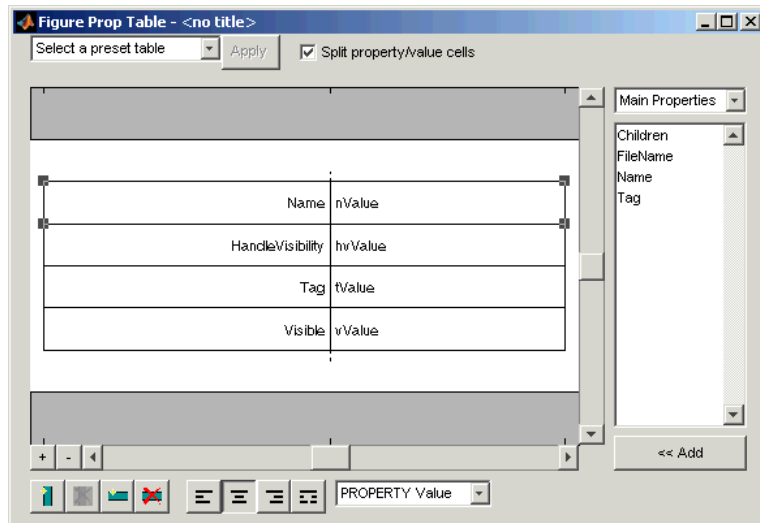 Figure Prop Table - <no title>
Select a preset table Apply Split property/value cells
Main Properties
Children
FileName
Name
Tag
Name nValue
HandleVisibility hvValue
Tag tValue
Visible vValue
+ -
<< Add
PROPERTY Value